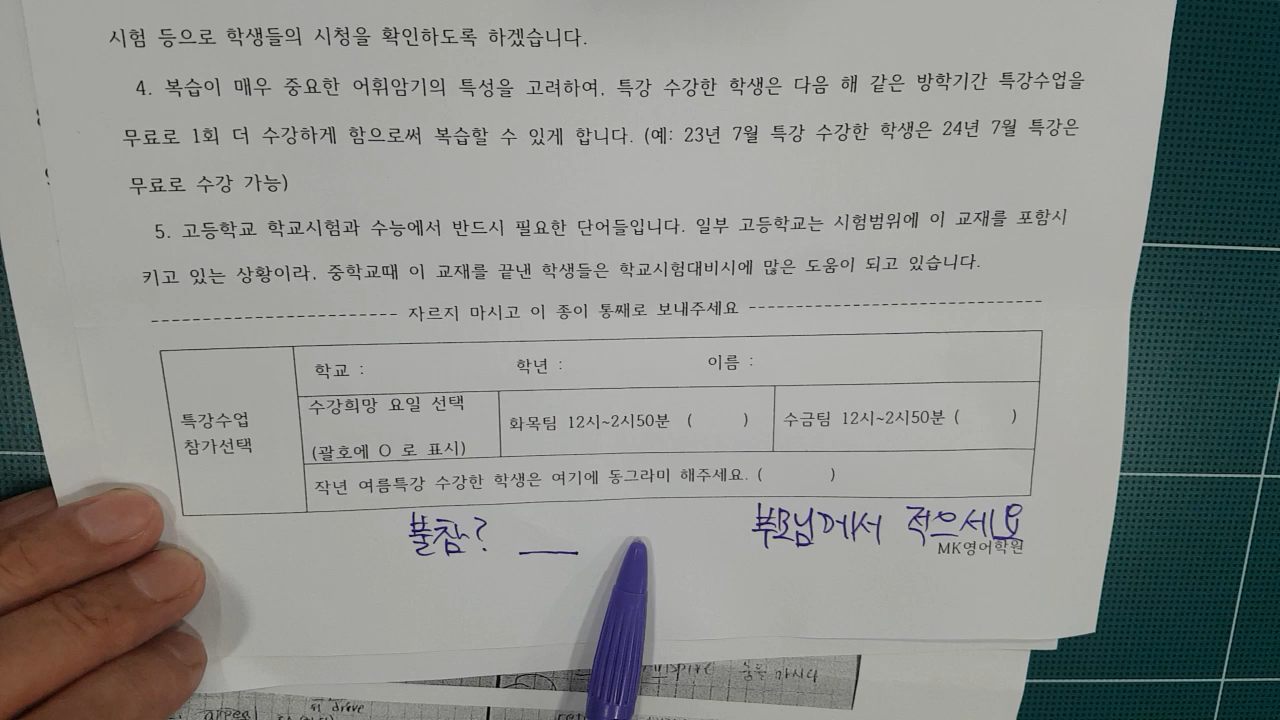 시험 등으로 학생들의 시청을 확인하도록 하겠습니다.
4. 복습이 매우 중요한 어휘암기의 특성을 고려하여, 특강 수강한 학생은 다음 해 같은 방학기간 특강수업을
무료로 1회 더 수강하게 함으로써 복습할 수 있게 합니다. (예: 23년 7월 특강 수강한 학생은 24년 7월 특강은
무료로 수강 가능)
5. 고등학교 학교시험과 수능에서 반드시 필요한 단어들입니다. 일부 고등학교는 시험범위에 이 교재를 포함시
키고 있는 상황이라, 중학교때 이 교재를 끝낸 학생들은 학교시험대비시에 많은 도움이 되고 있습니다.
------------------------ 자르지 마시고 이 종이 통째로 보내주세요 ----------------------------
특강수업
참가선택
학교 : 학년 : 이름 :
수강희망 요일 선택
(괄호에 O 로 표시)
화목팀 12시~2시50분 ( )
수금팀 12시~2시50분 ( )
작년 여름특강 수강한 학생은 여기에 동그라미 해주세요. ( )
불참? ___
부모님께서 적으세요
MK영어학원
drove
appeal